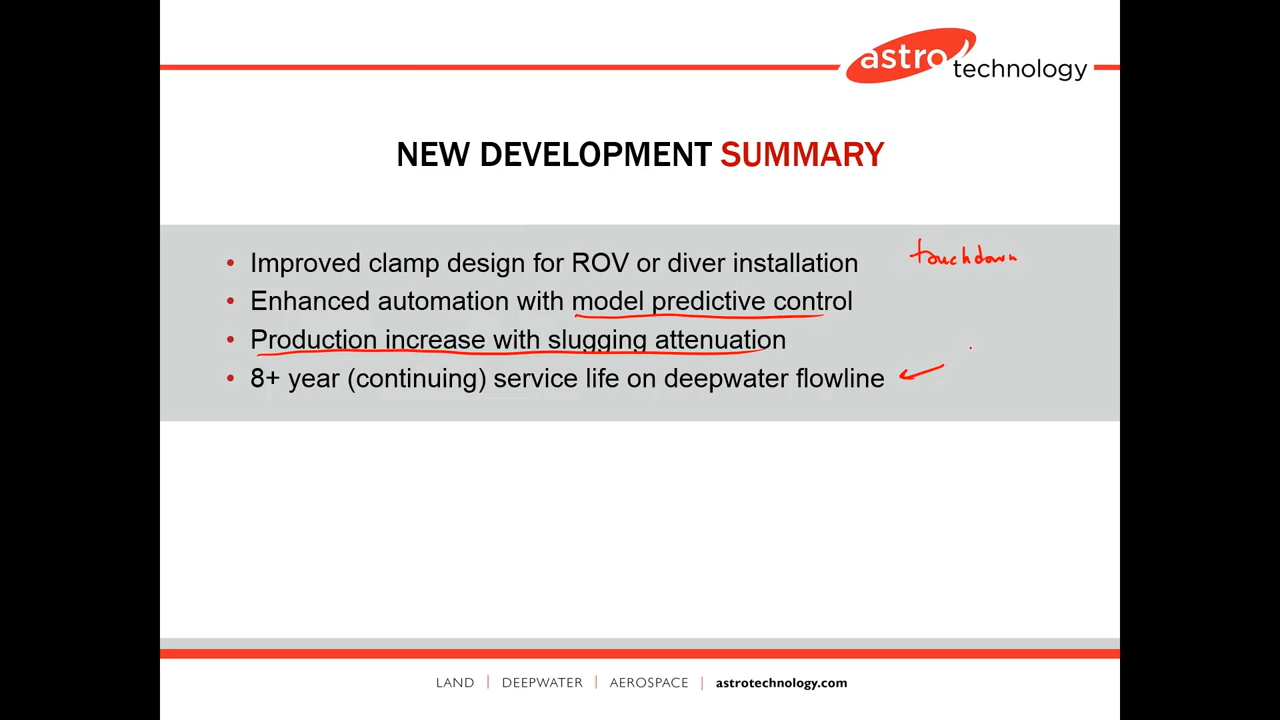 astro technology
NEW DEVELOPMENT SUMMARY
• Improved clamp design for ROV or diver installation touchdown
• Enhanced automation with model predictive control
• Production increase with slugging attenuation
• 8+ year (continuing) service life on deepwater flowline
LAND | DEEPWATER | AEROSPACE | astrotechnology.com